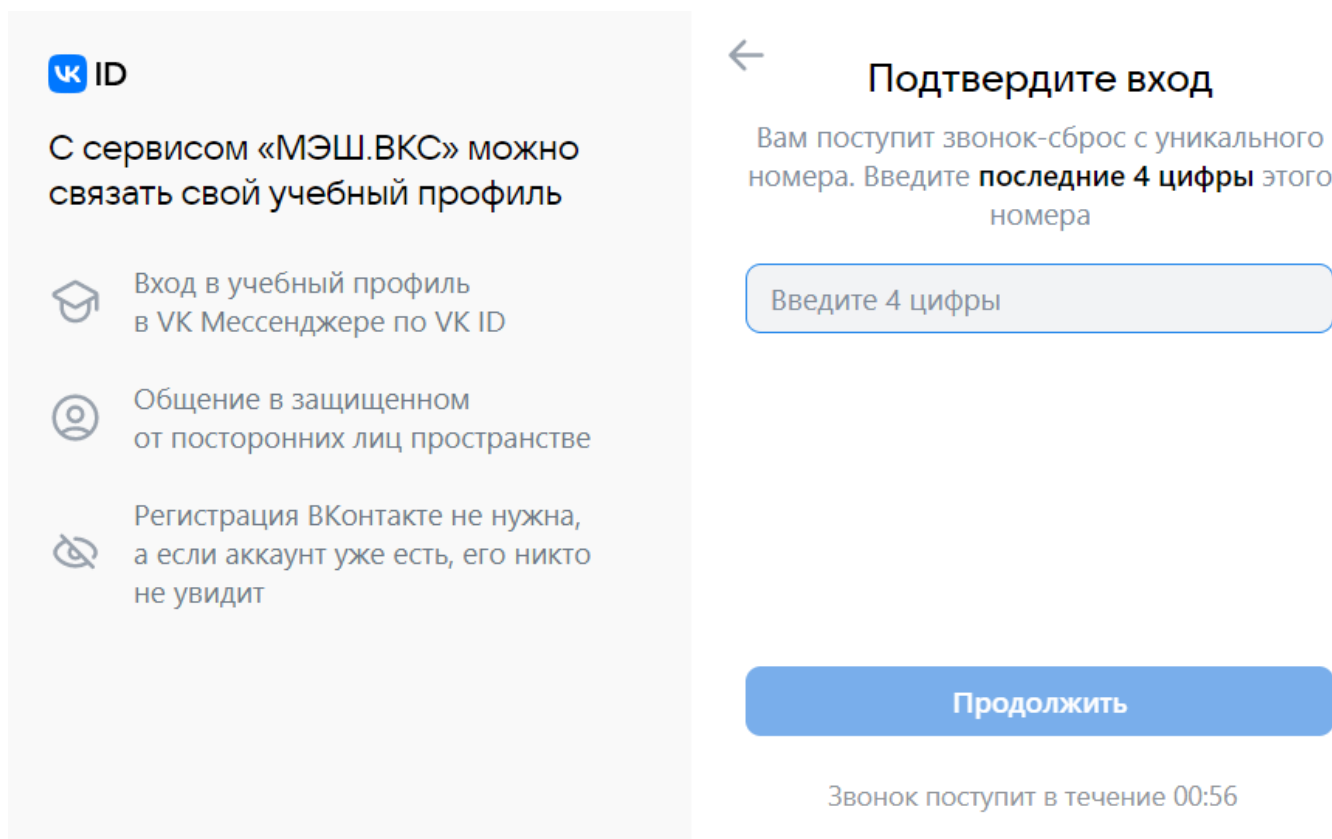 VK ID
С сервисом «МЭШ.ВКС» можно
связать свой учебный профиль
Вход в учебный профиль
в VK Мессенджере по VK ID
Общение в защищенном
от посторонних лиц пространстве
Регистрация ВКонтакте не нужна,
а если аккаунт уже есть, его никто
не увидит
Подтвердите вход
Вам поступит звонок-сброс с уникального
номера. Введите последние 4 цифры этого
номера
Введите 4 цифры
Продолжить
Звонок поступит в течение 00:56